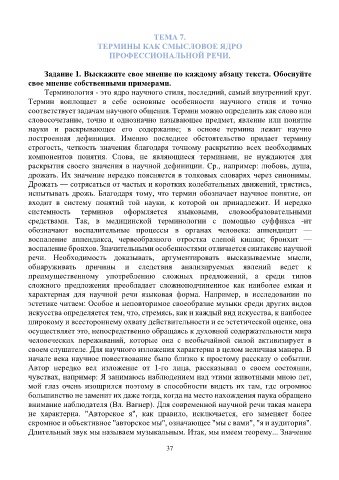 ТЕМА 7.
ТЕРМИНЫ КАК СМЫСЛОВОЕ ЯДРО
ПРОФЕССИОНАЛЬНОЙ РЕЧИ.
Задание 1. Выскажите свое мнение по каждому абзацу текста. Обоснуйте
свое мнение собственными примерами.
- Терминология - это ядро научного стиля, последний, самый внутренний круг.
Термин воплощает в себе основные особенности научного стиля и точно
соответствует задачам научного общения. Термин можно определить как слово или
словосочетание, точно и однозначно называющее предмет, явление или понятие
науки и раскрывающее его содержание; в основе термина лежит научно
построенная дефиниция. Именно последнее обстоятельство придает термину
строгость, четкость значения благодаря точному раскрытию всех необходимых
компонентов понятия. Слова, не являющиеся терминами, не нуждаются для
раскрытия своего значения в научной дефиниции. Ср., например: любовь, душа,
дрожать. Их значение нередко поясняется в толковых словарях через синонимы.
Дрожать — сотрясаться от частых и коротких колебательных движений, трястись,
испытывать дрожь. Благодаря тому, что термин обозначает научное понятие, он
входит в систему понятий той науки, к которой он принадлежит. И нередко
системность терминов оформляется языковыми, словообразовательными
средствами. Так, в медицинской терминологии с помощью суффикса -ит
обозначают воспалительные процессы в органах человека: аппендицит —
воспаление аппендикса, червеобразного отростка слепой кишки; бронхит —
воспаление бронхов. Значительными особенностями отличается синтаксис научной
речи. Необходимость доказывать, аргументировать высказываемые мысли,
обнаруживать причины и следствия анализируемых явлений ведет к
преимущественному употреблению сложных предложений, а среди типов
сложного предложения преобладает сложноподчиненное как наиболее емкая и
характерная для научной речи языковая форма. Например, в исследовании по
эстетике читаем: Особое и неповторимое своеобразие музыки среди других видов
искусства определяется тем, что, стремясь, как и каждый вид искусства, к наиболее
широкому и всестороннему охвату действительности и ее эстетической оценке, она
осуществляет это, непосредственно обращаясь к духовной содержательности мира
человеческих переживаний, которые она с необычайной силой активизирует в
своем слушателе. Для научного изложения характерна в целом неличная манера. В
начале века научное повествование было близко к простому рассказу о событии.
Автор нередко вел изложение от 1-го лица, рассказывал о своем состоянии,
чувствах, например: Я занимаюсь наблюдением над этими животными много лет,
мой глаз очень изощрился поэтому в способности видеть их там, где огромное
большинство не заменит их даже тогда, когда на место нахождения паука обращено
внимание наблюдателя (Вл. Вагнер). Для современной научной речи такая манера
не характерна. "Авторское я", как правило, исключается, его заменяет более
скромное и объективное "авторское мы", означающее "мы с вами", "я и аудитория".
Длительный звук мы называем музыкальным. Итак, мы имеем теорему... Значение
37